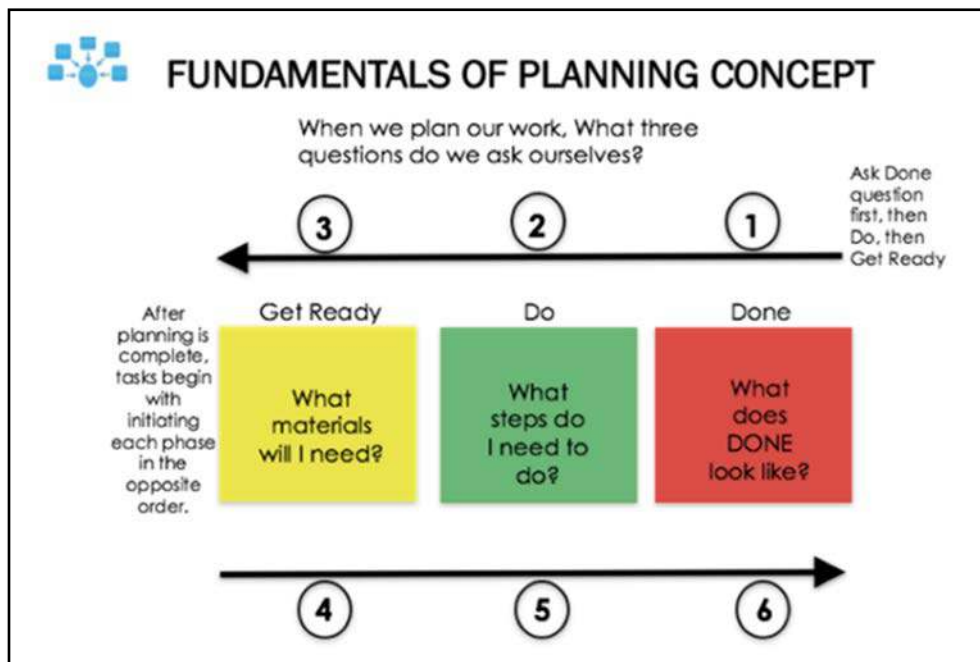 FUNDAMENTALS OF PLANNING CONCEPT
When we plan our work, What three
questions do we ask ourselves?
Ask Done
question
first, then
Do, then
Get Ready
3
2
1
After
planning is
complete,
tasks begin
with
initiating
each phase
in the
opposite
order.
Get Ready
What
materials
will I need?
Do
What
steps do
I need to
do?
Done
What
does
DONE
look like?
4
5
6